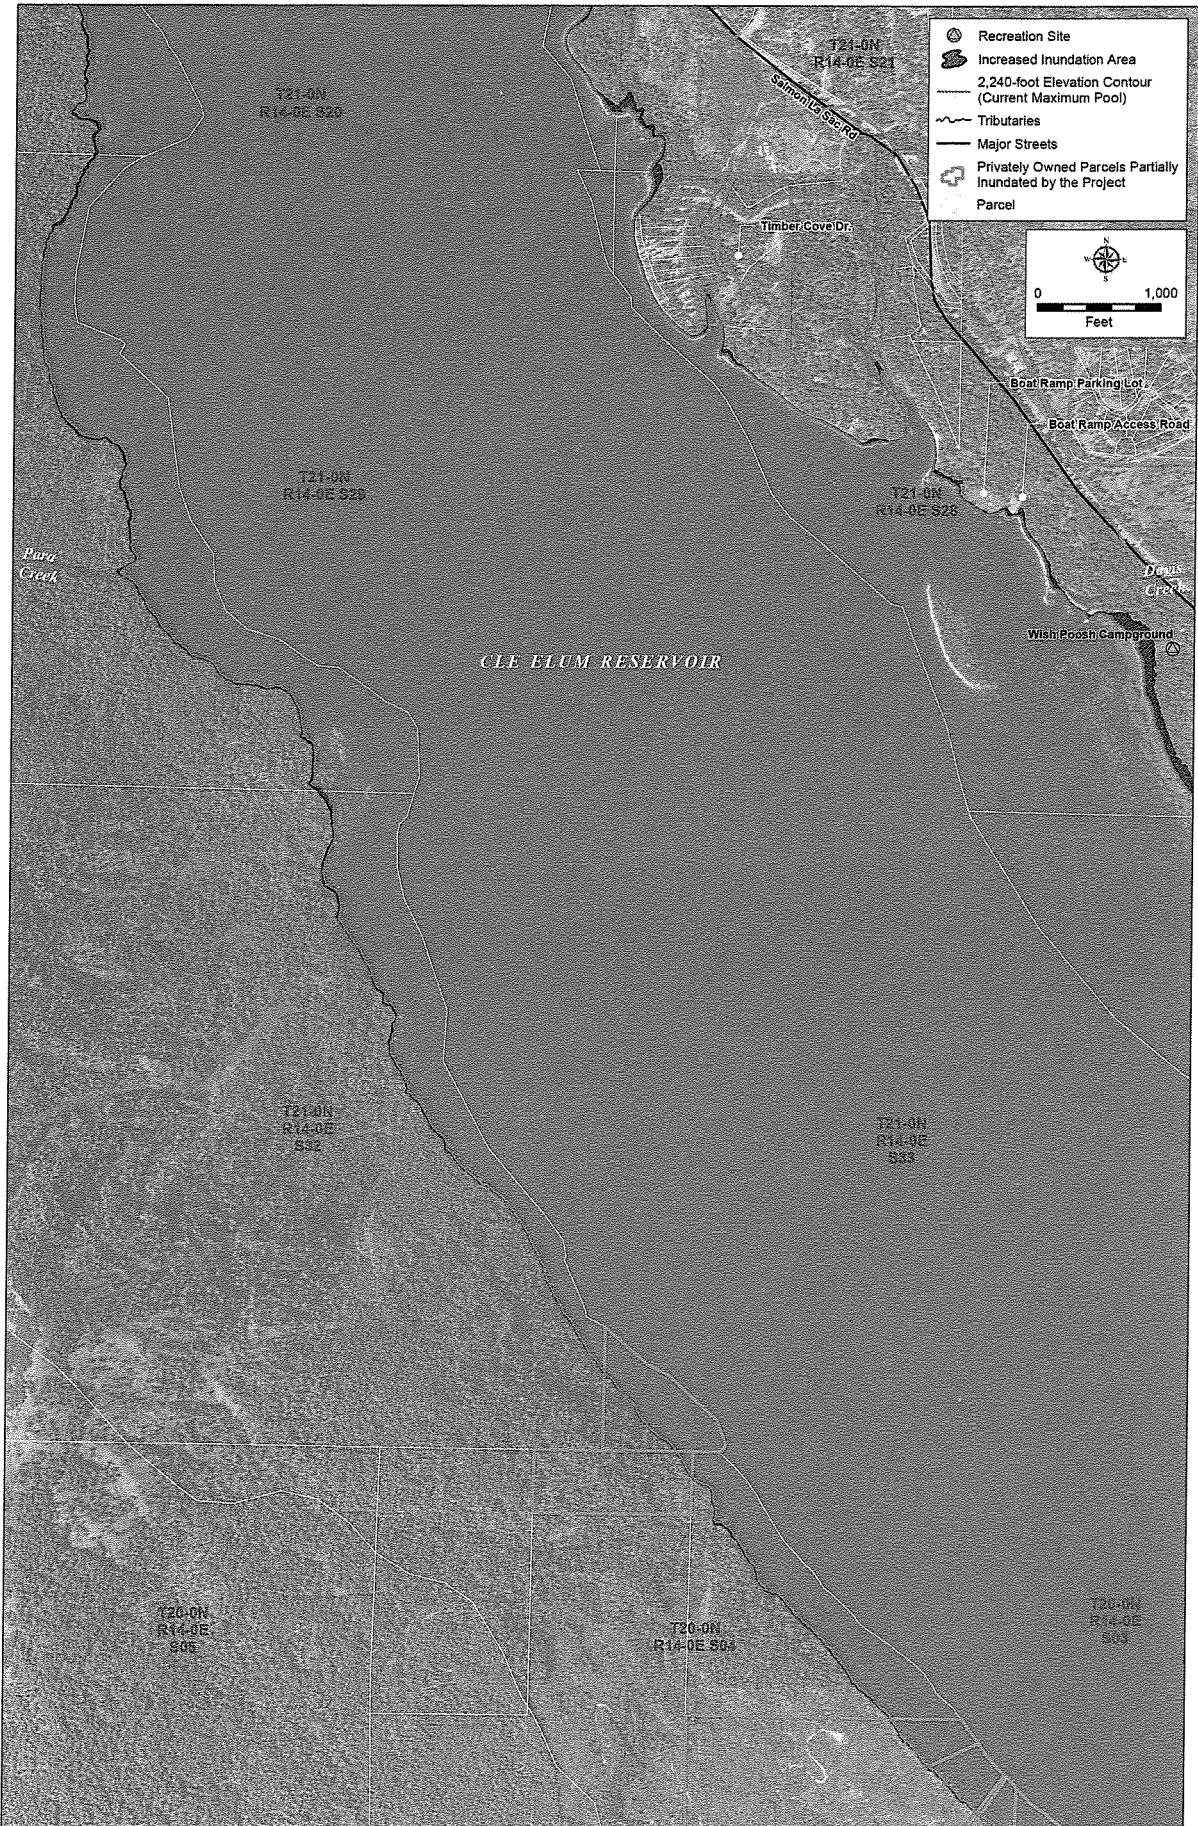 Recreation Site
Increased Inundation Area
2,240-foot Elevation Contour
(Current Maximum Pool)
Tributaries
Major Streets
Privately Owned Parcels Partially
Inundated by the Project
Parcel
N
W E
S
0 1,000
Feet
T21-0N
R14-0E S20
T21-0N
R14-0E S21
Salmon La Sac Rd
Timber Cove Dr.
Boat Ramp Parking Lot
Boat Ramp Access Road
T21-0N
R14-0E S29
T21-0N
R14-0E S28
Para
Creek
Davis
Creek
Wish Poosh Campground
CLE ELUM RESERVOIR
T21-0N
R14-0E
S32
T21-0N
R14-0E
S33
T20-0N
R14-0E
S05
T20-0N
R14-0E S04
T20-0N
R14-0E
S03